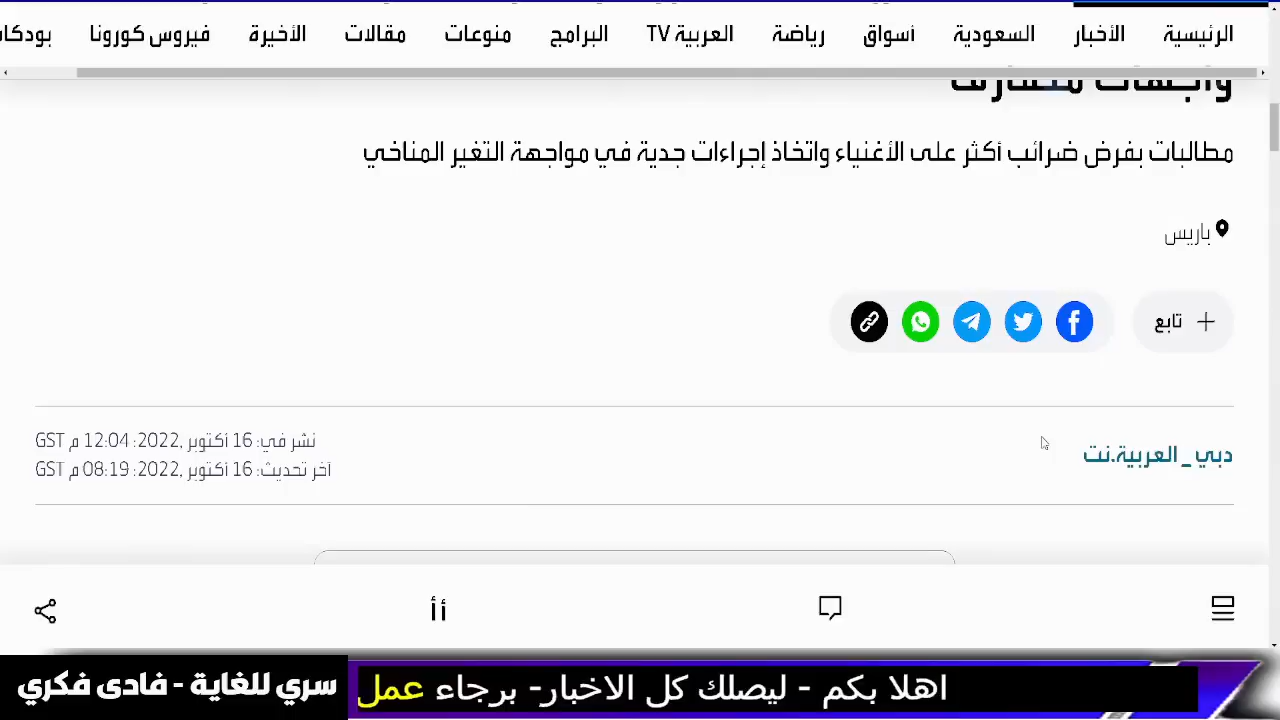 الرئيسية الأخبار السعودية أسواق رياضة العربية TV البرامج منوعات مقالات الأخيرة فيروس كورونا
مطالبات بفرض ضرائب أكثر على الأغنياء واتخاذ إجراءات جدية في مواجهة التغير المناخي
باريس
تابع
دبي _ العربية.نت
نشر في: 16 أكتوبر ,2022: 12:04 م GST
آخر تحديث: 16 أكتوبر ,2022: 08:19 م GST
أأ
اهلا بكم - ليصلك كل الاخبار- برجاء عمل
سري للغاية - فادى فكري